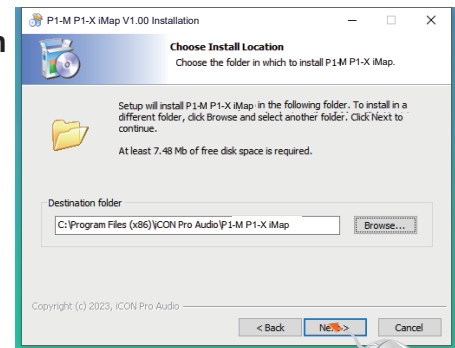 P1-M P1-X iMap V1.00 Installation
Choose Install Location
Choose the folder in which to install P1-M P1-X iMap.
Setup will install P1-M P1-X iMap in the following folder. To install in a
different folder, click Browse and select another folder. Click Next to
continue.
At least 7.48 Mb of free disk space is required.
Destination folder
C:\Program Files (x86)\iCON Pro Audio\P1-M P1-X iMap
Browse...
Copyright (c) 2023, iCON Pro Audio
< Back
Next >
Cancel